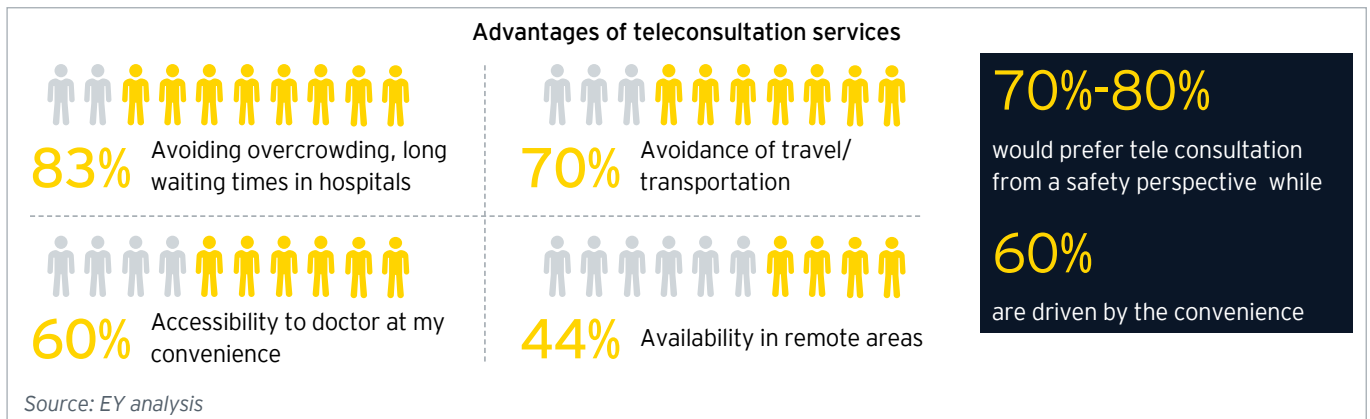 Advantages of teleconsultation services
83%
Avoiding overcrowding, long
waiting times in hospitals
70%
Avoidance of travel/
transportation
60%
Accessibility to doctor at my
convenience
44%
Availability in remote areas
70%-80%
would prefer tele consultation
from a safety perspective while
60%
are driven by the convenience
Source: EY analysis